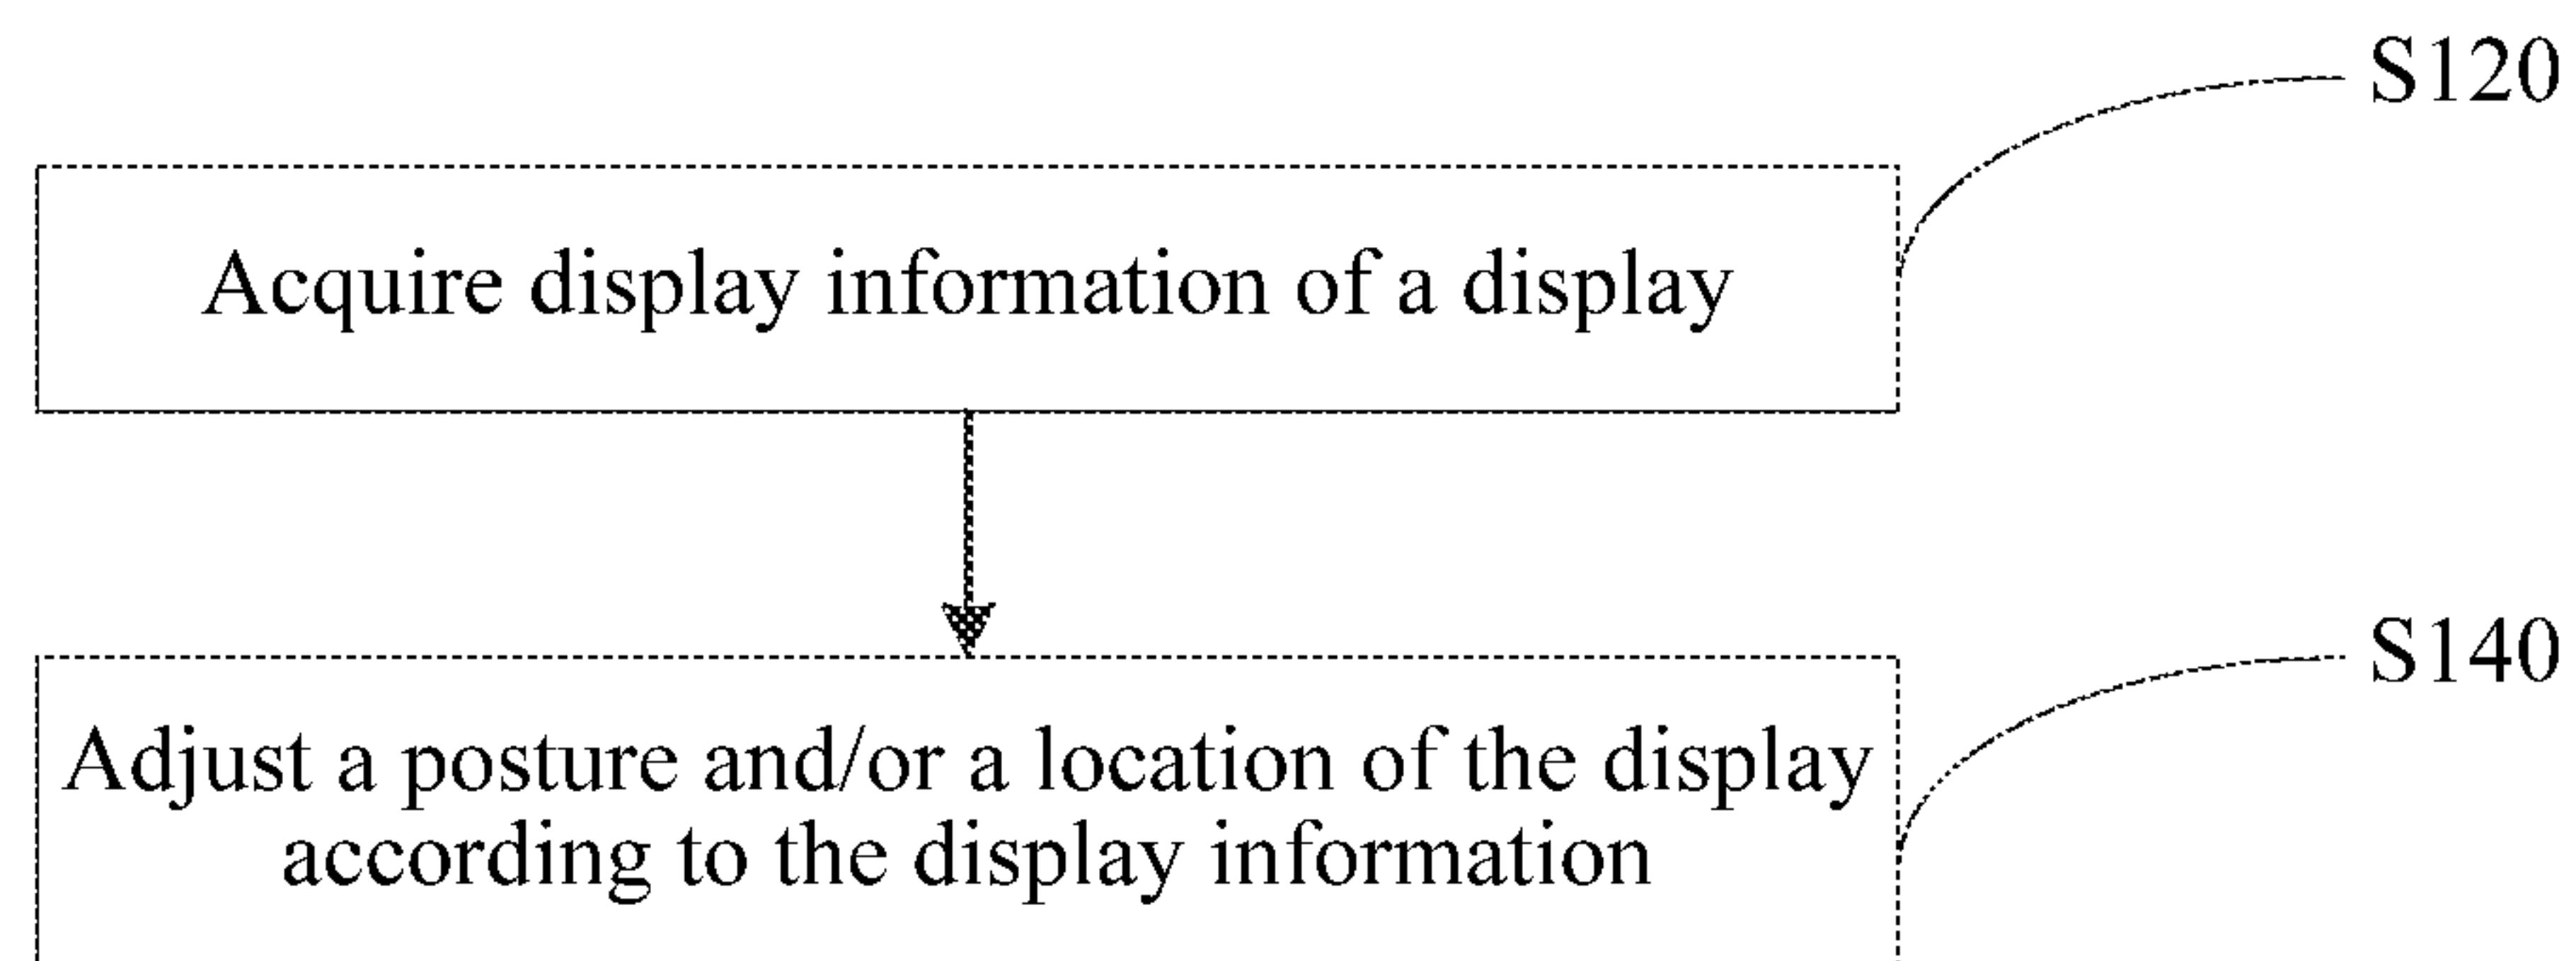 S120
Acquire display information of a display
S140
Adjust a posture and/or a location of the display
according to the display information